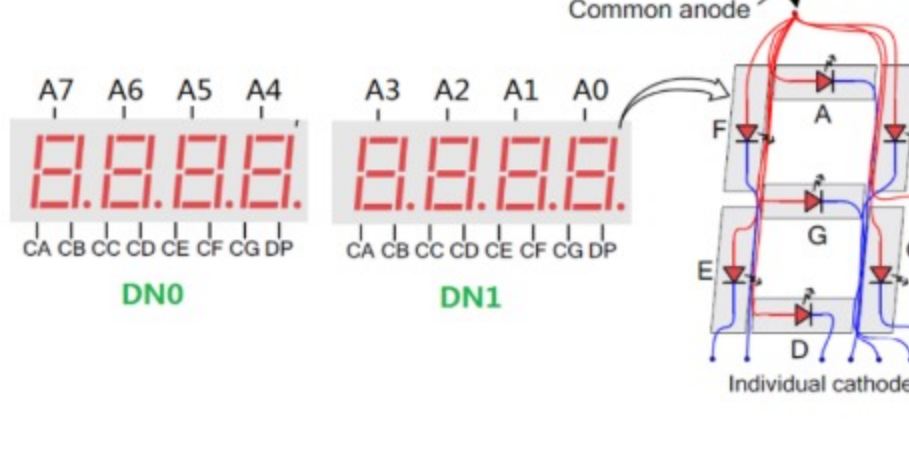 Common anode
A7 A6 A5 A4
A3 A2 A1 A0
CA CB CC CD CE CF CG DP
CA CB CC CD CE CF CG DP
DN0
DN1
A
F
G
E
D
Individual cathode